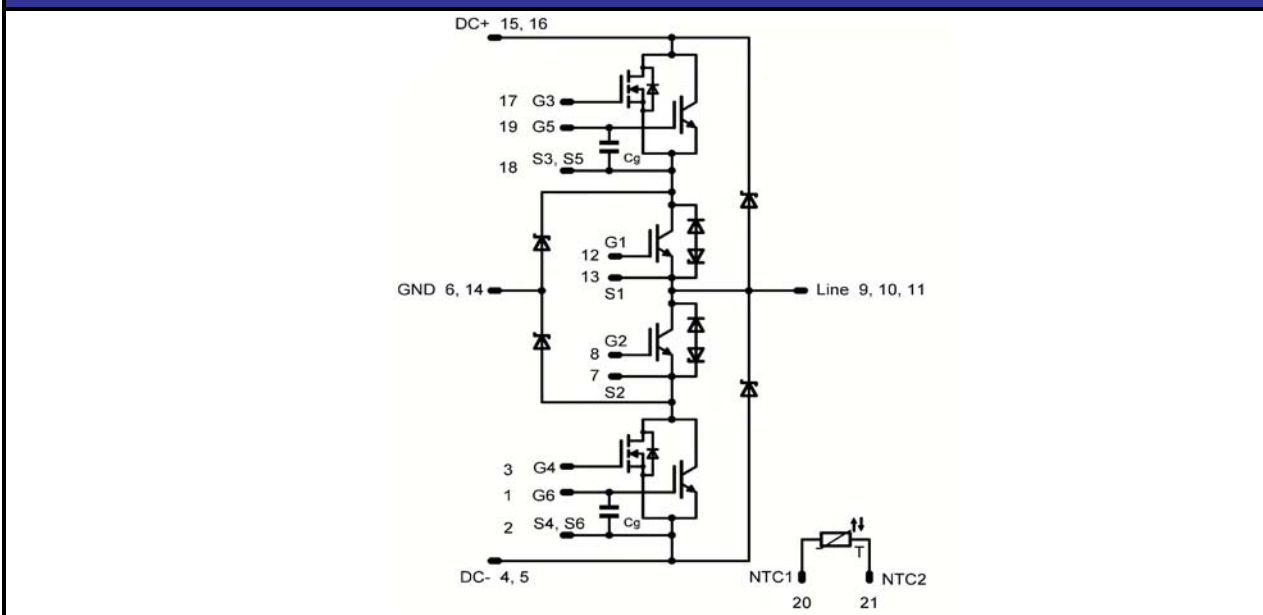 DC+ 15, 16
17 G3
19 G5
18 S3, S5 Cg
G1
12
13
S1
GND 6, 14
Line 9, 10, 11
G2
8
7
S2
3 G4
1 G6
2 S4, S6 Cg
DC- 4, 5
T
NTC1 NTC2
20 21